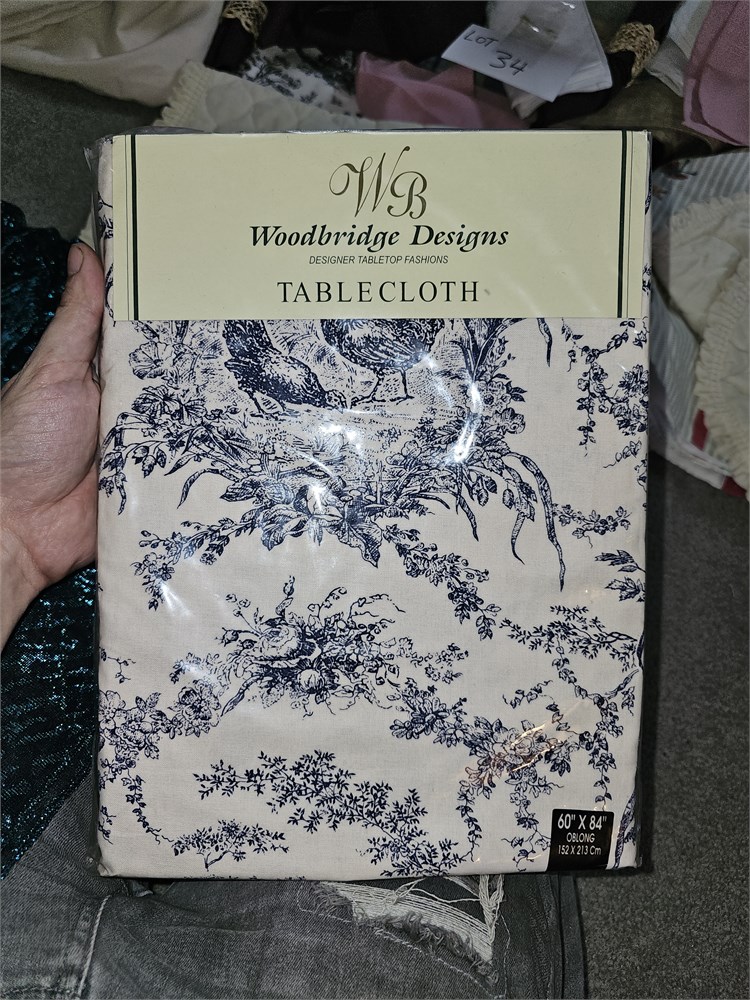 LOT
34
WB
Woodbridge Designs
DESIGNER TABLETOP FASHIONS
TABLECLOTH
60" X 84"
OBLONG
152 X 213 Cm